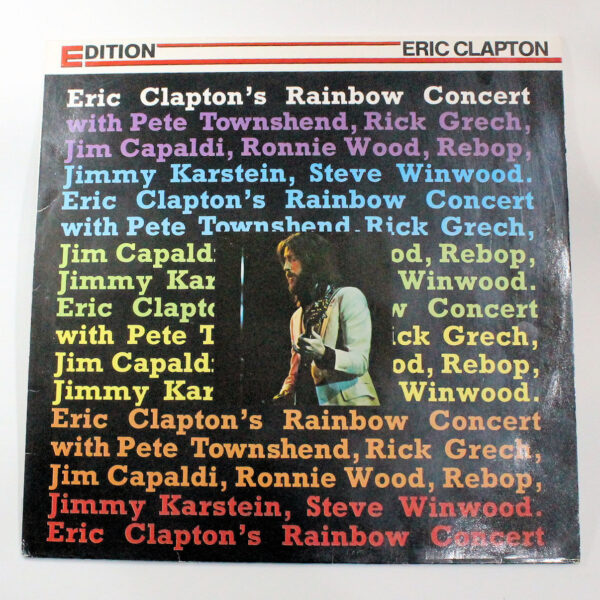 EDITION ERIC CLAPTON
Eric Clapton's Rainbow Concert
with Pete Townshend, Rick Grech,
Jim Capaldi, Ronnie Wood, Rebop,
Jimmy Karstein, Steve Winwood.
Eric Clapton's Rainbow Concert
with Pete Townshend, Rick Grech,
Jim Capaldi od, Rebop,
Jimmy Kar Winwood.
Eric Clapto w Concert
with Pete T ick Grech,
Jim Capaldi od, Rebop,
Jimmy Kar Winwood.
Eric Clapton's Rainbow Concert
with Pete Townshend, Rick Grech,
Jim Capaldi, Ronnie Wood, Rebop,
Jimmy Karstein, Steve Winwood.
Eric Clapton's Rainbow Concert